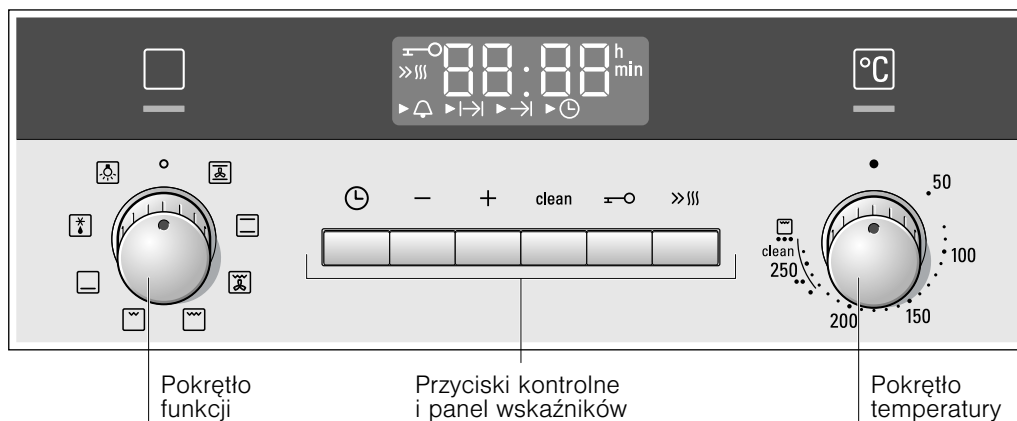 88:88 h
min
°C
clean
50
100
150
200
250
clean
Pokrętło
funkcji
Przyciski kontrolne
i panel wskaźników
Pokrętło
temperatury